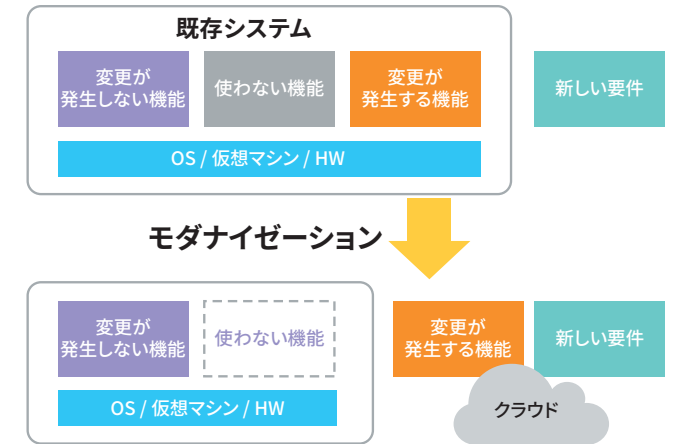 既存システム
変更が
発生しない機能
使わない機能
変更が
発生する機能
新しい要件
OS / 仮想マシン / HW
モダナイゼーション
変更が
発生しない機能
使わない機能
変更が
発生する機能
新しい要件
OS / 仮想マシン / HW
クラウド